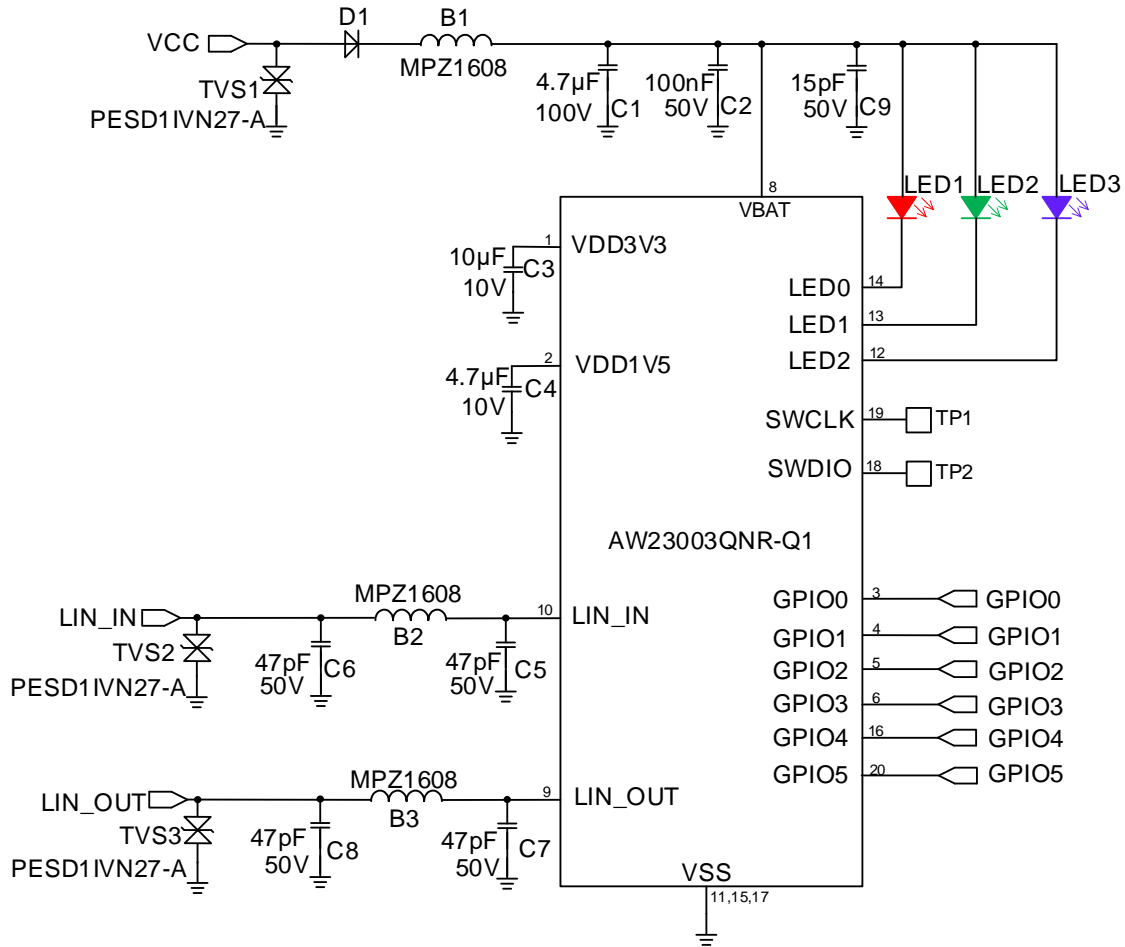 D1
B1
VCC
MPZ1608
TVS1
PESD1IVN27-A
4.7µF
100V
C1
100nF
50V
C2
15pF
50V
C9
LED1
LED2
LED3
8
VBAT
1
VDD3V3
10µF
10V
C3
LED0
14
LED1
13
LED2
12
2
VDD1V5
4.7µF
10V
C4
SWCLK
19
TP1
SWDIO
18
TP2
AW23003QNR-Q1
MPZ1608
LIN_IN
B2
10
LIN_IN
TVS2
PESD1IVN27-A
47pF
50V
C6
47pF
50V
C5
GPIO0
3
GPIO0
GPIO1
4
GPIO1
GPIO2
5
GPIO2
GPIO3
6
GPIO3
GPIO4
16
GPIO4
GPIO5
20
GPIO5
MPZ1608
LIN_OUT
B3
9
LIN_OUT
TVS3
PESD1IVN27-A
47pF
50V
C8
47pF
50V
C7
VSS
11,15,17